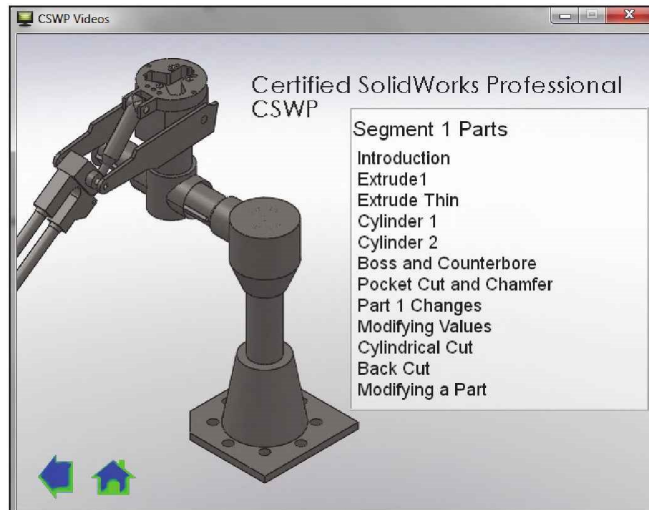 CSWP Videos
Certified SolidWorks Professional
CSWP
Segment 1 Parts
Introduction
Extrude1
Extrude Thin
Cylinder 1
Cylinder 2
Boss and Counterbore
Pocket Cut and Chamfer
Part 1 Changes
Modifying Values
Cylindrical Cut
Back Cut
Modifying a Part